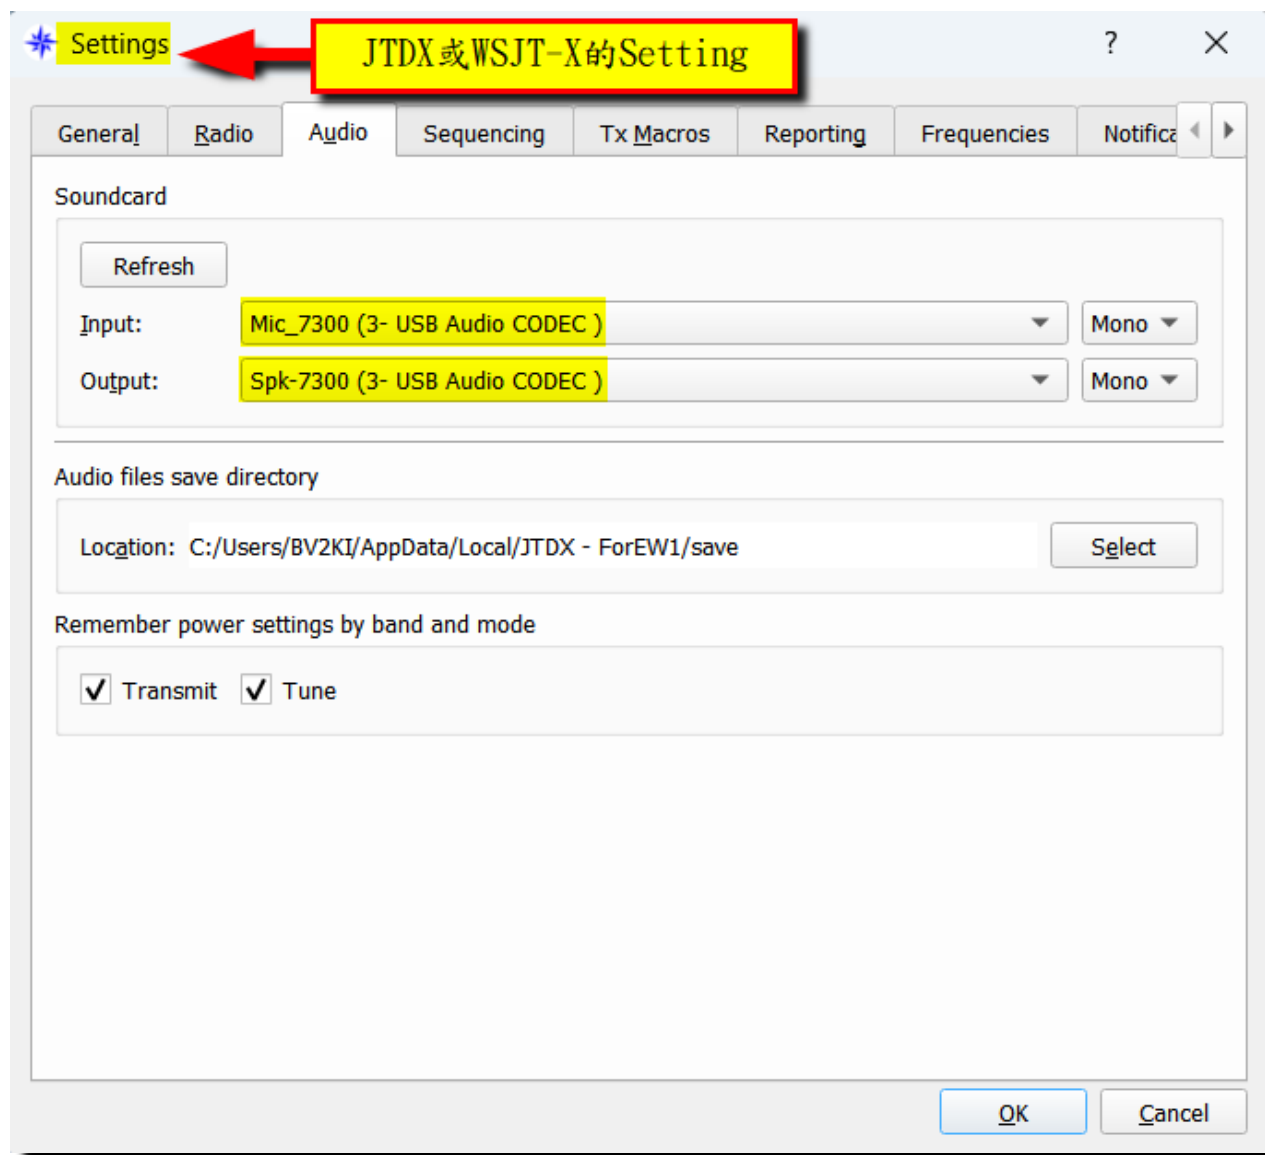 Settings
JTDX或WSJT-X的Setting
?
General Radio Audio Sequencing Tx Macros Reporting Frequencies Notifica
Soundcard
Refresh
Input: Mic_7300 (3- USB Audio CODEC ) Mono
Output: Spk-7300 (3- USB Audio CODEC ) Mono
Audio files save directory
Location: C:/Users/BV2KI/AppData/Local/JTDX - ForEW1/save Select
Remember power settings by band and mode
Transmit Tune
OK Cancel